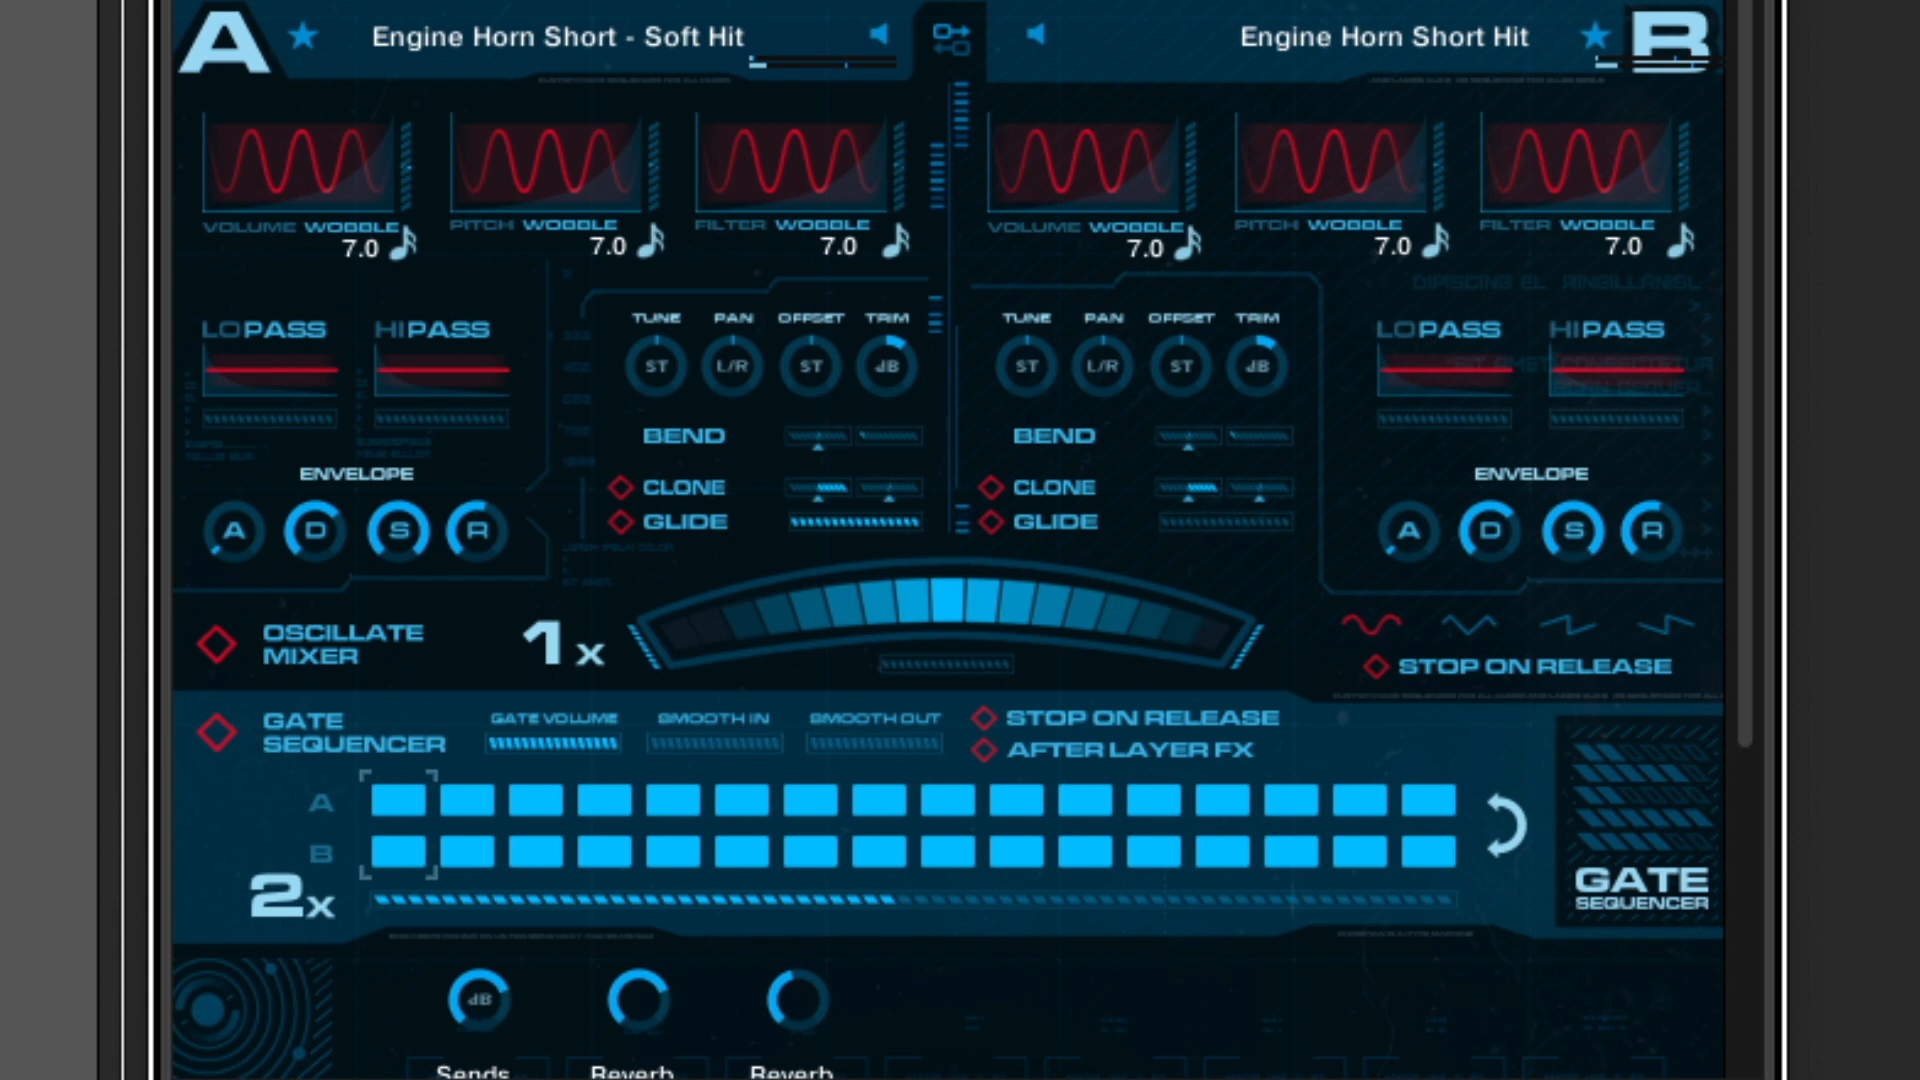 A Engine Horn Short - Soft Hit Engine Horn Short Hit B
VOLUME WOBBLE PITCH WOBBLE FILTER WOBBLE VOLUME WOBBLE PITCH WOBBLE FILTER WOBBLE
7.0 7.0 7.0 7.0 7.0 7.0
TUNE PAN OFFSET TRIM TUNE PAN OFFSET TRIM
LOPASS HIPASS LOPASS HIPASS
ST L/R ST dB ST L/R ST dB
BEND BEND
ENVELOPE ENVELOPE
CLONE CLONE
GLIDE GLIDE
A D S R A D S R
OSCILLATE
MIXER
1x
STOP ON RELEASE
GATE
SEQUENCER
GATE VOLUME SMOOTH IN SMOOTH OUT STOP ON RELEASE
AFTER LAYER FX
A
B
2x
GATE
SEQUENCER
dB
Sends Reverb Reverb